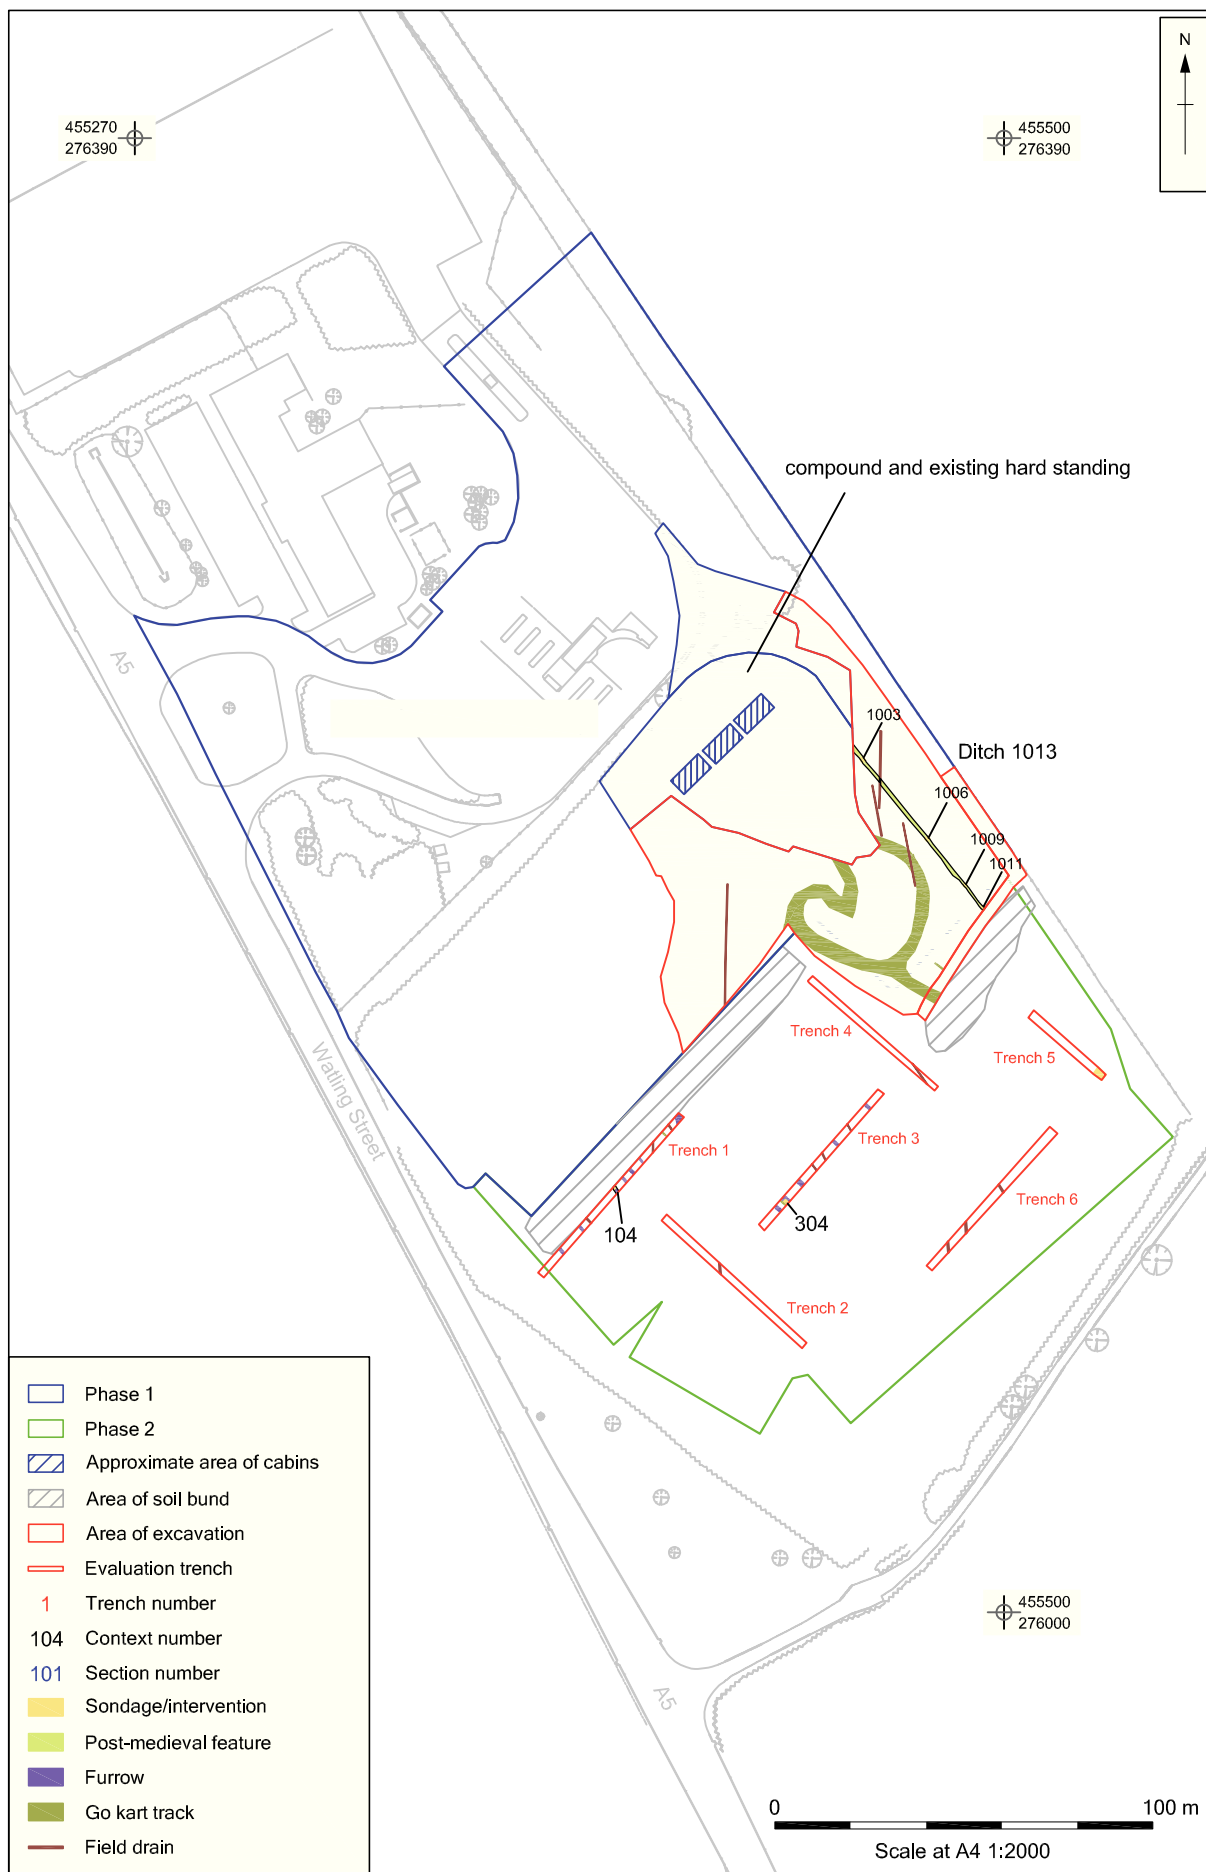 N
455270
276390
455500
276390
compound and existing hard standing
1003
Ditch 1013
1006
1009
1011
A5
Watling Street
Trench 4
Trench 5
Trench 1
Trench 3
Trench 6
104
304
Trench 2
Phase 1
Phase 2
Approximate area of cabins
Area of soil bund
Area of excavation
Evaluation trench
1 Trench number
104 Context number
101 Section number
Sondage/intervention
Post-medieval feature
Furrow
Go kart track
Field drain
455500
276000
A5
0 100 m
Scale at A4 1:2000